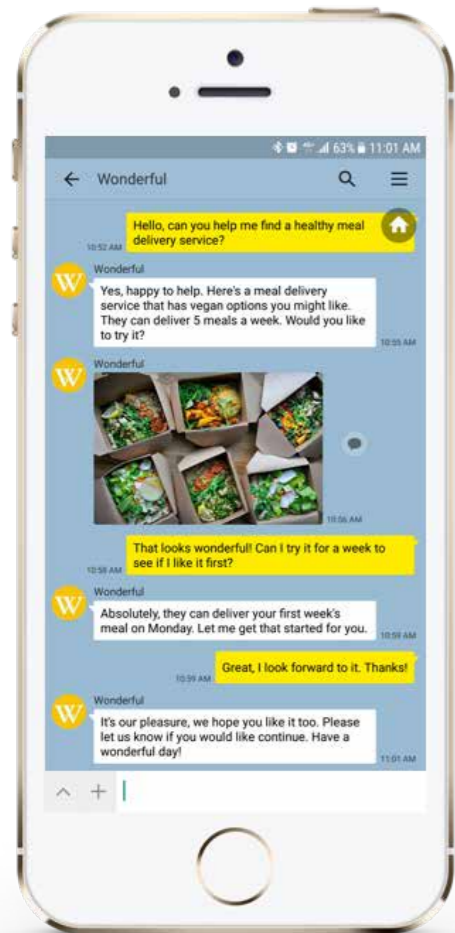 63% 11:01 AM
Wonderful
Hello, can you help me find a healthy meal
delivery service?
10:52 AM
Wonderful
W
Yes, happy to help. Here's a meal delivery
service that has vegan options you might like.
They can deliver 5 meals a week. Would you like
to try it?
10:55 AM
Wonderful
W
10:06 AM
That looks wonderful! Can I try it for a week to
see if I like it first?
10:58 AM
Wonderful
W
Absolutely, they can deliver your first week's
meal on Monday. Let me get that started for you.
10:59 AM
Great, I look forward to it. Thanks!
10:59 AM
Wonderful
W
It's our pleasure, we hope you like it too. Please
let us know if you would like continue. Have a
wonderful day!
11:01 AM